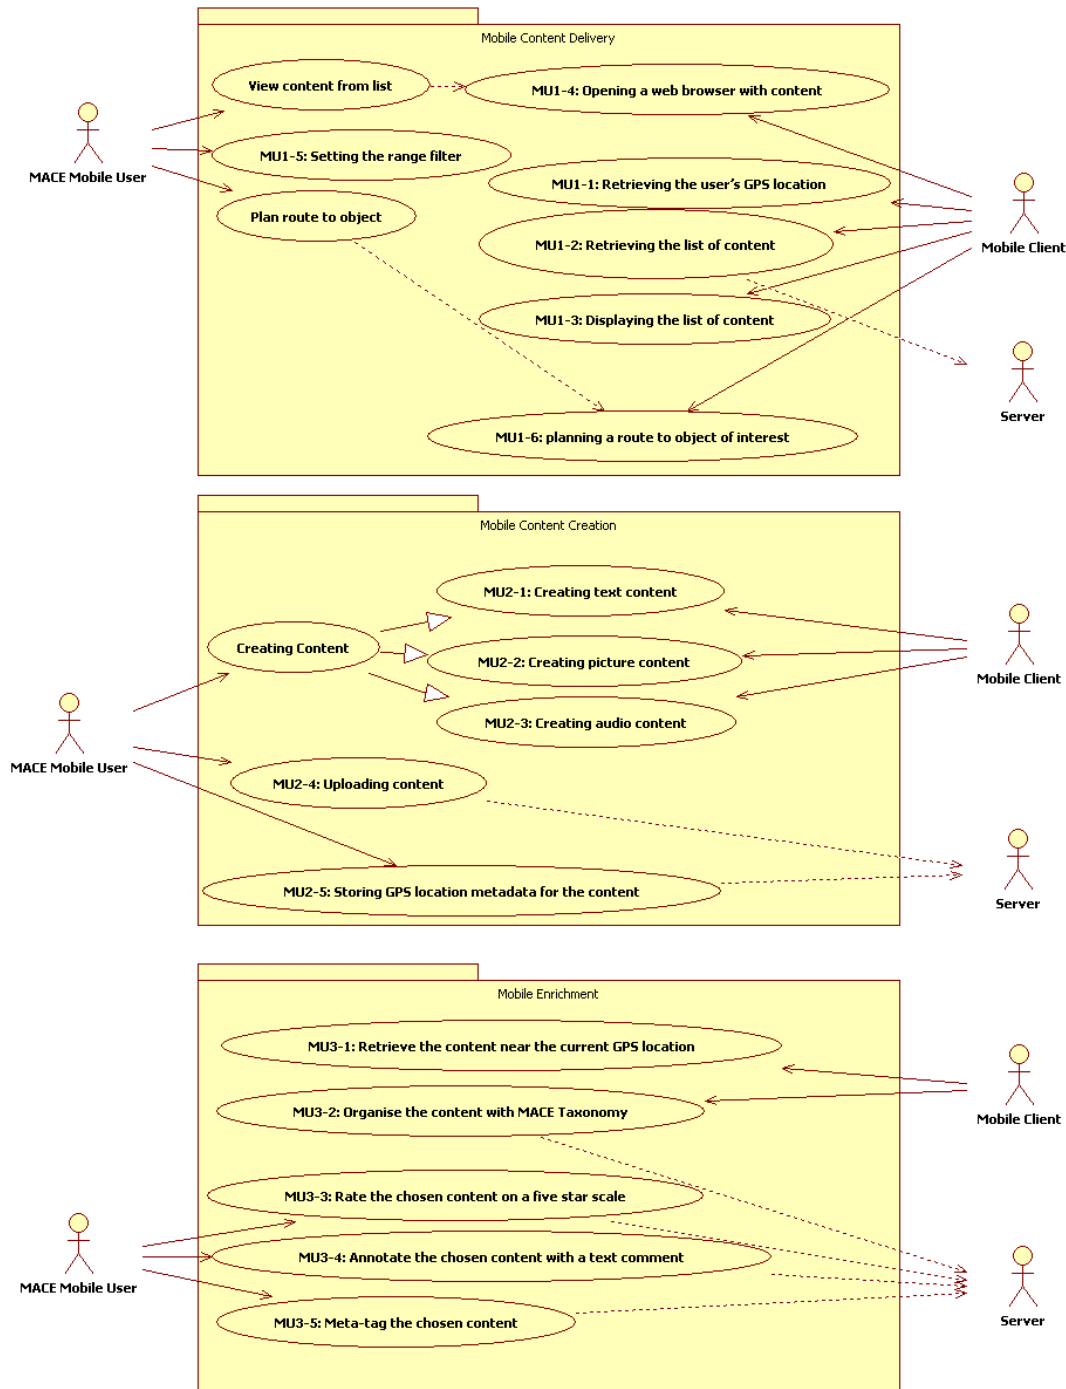 Mobile Content Delivery
View content from list
MU1-4: Opening a web browser with content
MU1-5: Setting the range filter
MACE Mobile User
MU1-1: Retrieving the user's GPS location
Plan route to object
MU1-2: Retrieving the list of content
Mobile Client
MU1-3: Displaying the list of content
Server
MU1-6: planning a route to object of interest
Mobile Content Creation
MU2-1: Creating text content
Creating Content
MU2-2: Creating picture content
Mobile Client
MU2-3: Creating audio content
MACE Mobile User
MU2-4: Uploading content
MU2-5: Storing GPS location metadata for the content
Server
Mobile Enrichment
MU3-1: Retrieve the content near the current GPS location
MU3-2: Organise the content with MACE Taxonomy
Mobile Client
MU3-3: Rate the chosen content on a five star scale
MU3-4: Annotate the chosen content with a text comment
MACE Mobile User
MU3-5: Meta-tag the chosen content
Server